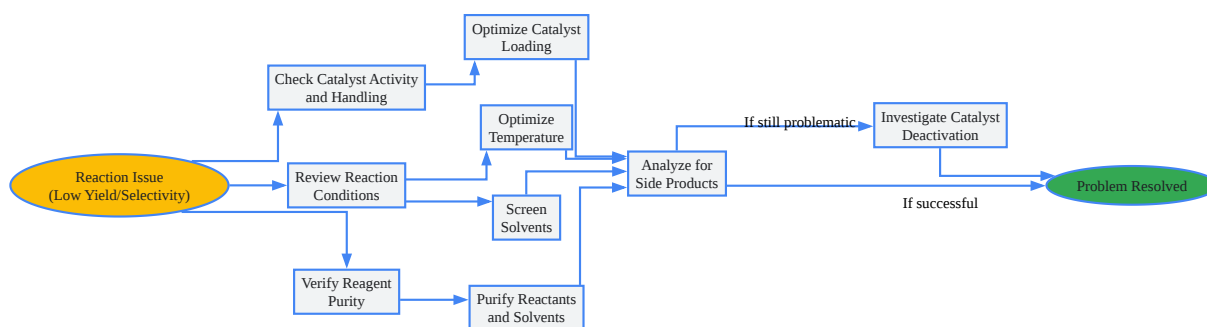 Optimize Catalyst
Loading
Check Catalyst Activity
and Handling
Optimize
Temperature
If still problematic
Investigate Catalyst
Deactivation
Reaction Issue
(Low Yield/Selectivity)
Review Reaction
Conditions
Analyze for
Side Products
Problem Resolved
Screen
Solvents
If successful
Verify Reagent
Purity
Purify Reactants
and Solvents